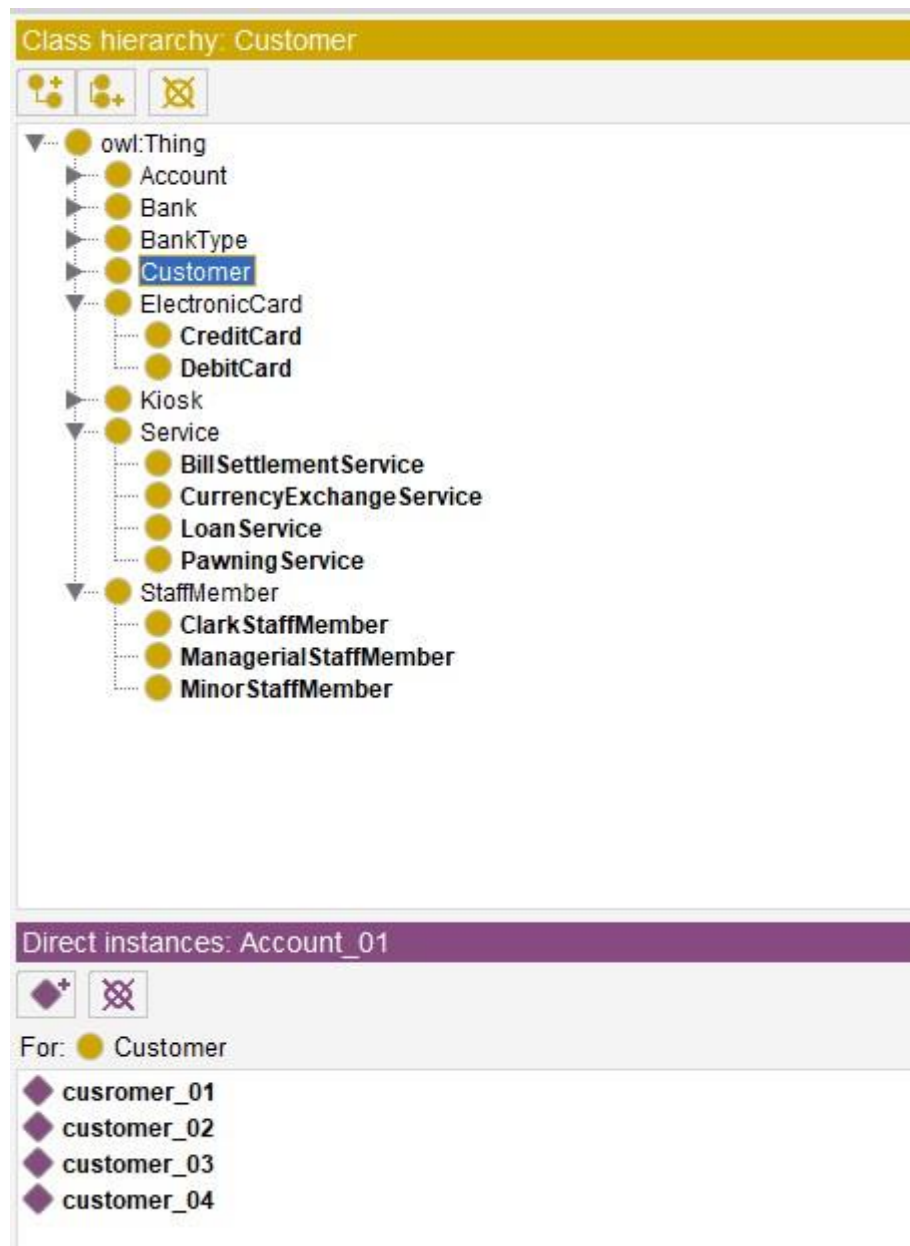 Class hierarchy: Customer
owl:Thing
Account
Bank
BankType
Customer
ElectronicCard
CreditCard
DebitCard
Kiosk
Service
BillSettlementService
CurrencyExchangeService
LoanService
PawningService
StaffMember
ClarkStaffMember
ManagerialStaffMember
MinorStaffMember
Direct instances: Account_01
For: Customer
cusromer_01
customer_02
customer_03
customer_04